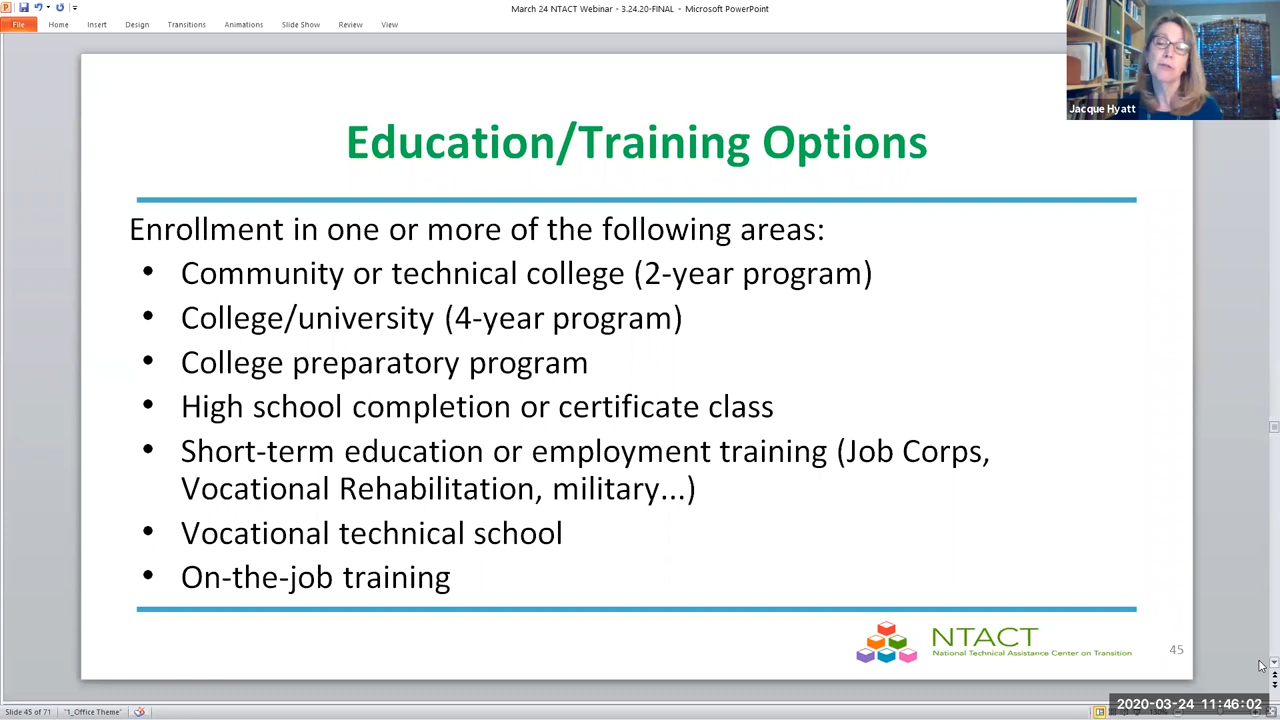 March 24 NTACT Webinar - 3.24.20-FINAL - Microsoft PowerPoint
File Home Insert Design Transitions Animations Slide Show Review View
Jacque Hyatt
Education/Training Options
Enrollment in one or more of the following areas:
• Community or technical college (2-year program)
• College/university (4-year program)
• College preparatory program
• High school completion or certificate class
• Short-term education or employment training (Job Corps,
Vocational Rehabilitation, military...)
• Vocational technical school
• On-the-job training
NTACT
National Technical Assistance Center on Transition
45
Slide 45 of 71 "1_Office Theme"
2020-03-24 11:46:02